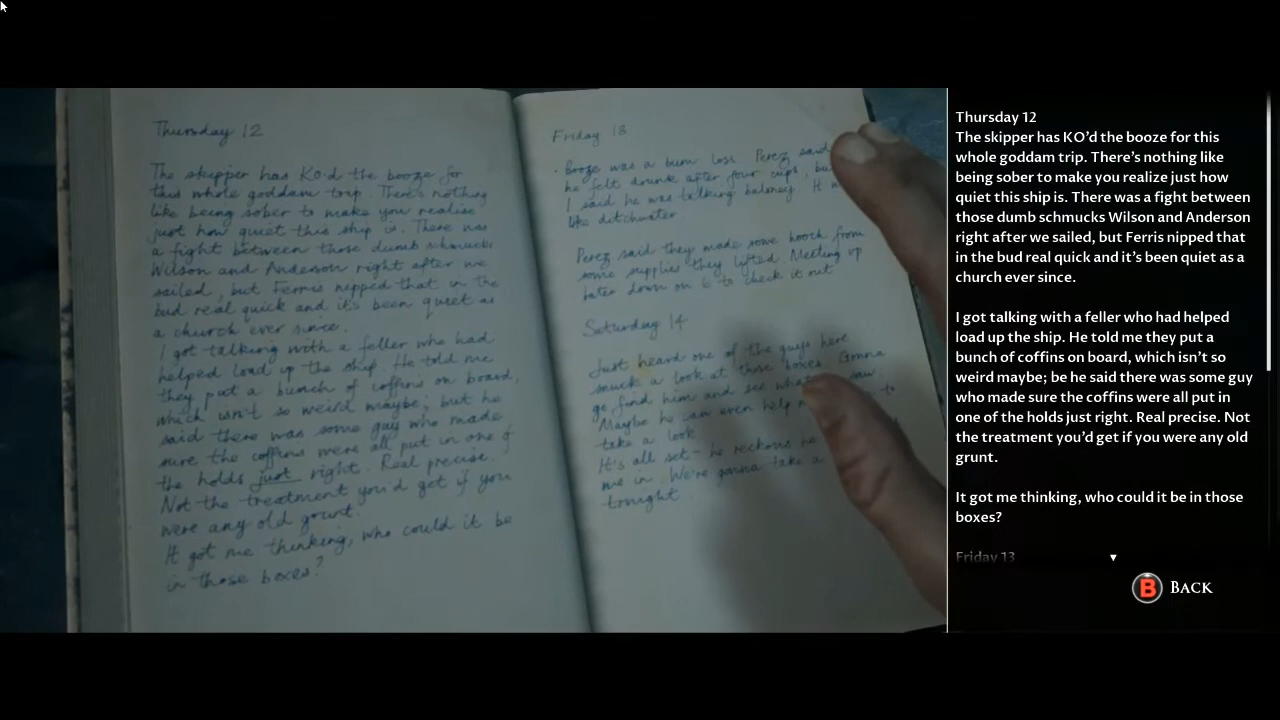 Thursday 12
The skipper has KO'd the booze for
this whole goddam trip. There's nothing
like being sober to make you realise
just how quiet this ship is. There was
a fight between those dumb schmucks
Wilson and Anderson right after we
sailed, but Ferris nipped that in the
bud real quick and it's been quiet as
a church ever since.
I got talking with a feller who had
helped load up the ship. He told me
they put a bunch of coffins on board,
which isn't so weird maybe; but he
said there was some guy who made
sure the coffins were all put in one of
the holds just right. Real precise.
Not the treatment you'd get if you
were any old grunt.
It got me thinking, who could it be
in those boxes?
Friday 13
Booze was a bum loss. Perez said
he felt drunk after four cups, but
I said he was talking baloney. It
like ditchwater
Perez said they made some hooch from
some supplies they lifted. Meeting up
later down on 6 to check it out
Saturday 14
Just heard one of the guys here
snuck a look at those boxes. Gonna
go find him and see what saw
Maybe he can even help to
take a look
It's all set - he reckons he
me in. We're gonna take a
tonight.
Thursday 12
The skipper has KO'd the booze for this
whole goddam trip. There's nothing like
being sober to make you realize just how
quiet this ship is. There was a fight between
those dumb schmucks Wilson and Anderson
right after we sailed, but Ferris nipped that
in the bud real quick and it's been quiet as a
church ever since.
I got talking with a feller who had helped
load up the ship. He told me they put a
bunch of coffins on board, which isn't so
weird maybe; be he said there was some guy
who made sure the coffins were all put in
one of the holds just right. Real precise. Not
the treatment you'd get if you were any old
grunt.
It got me thinking, who could it be in those
boxes?
Friday 13
B BACK